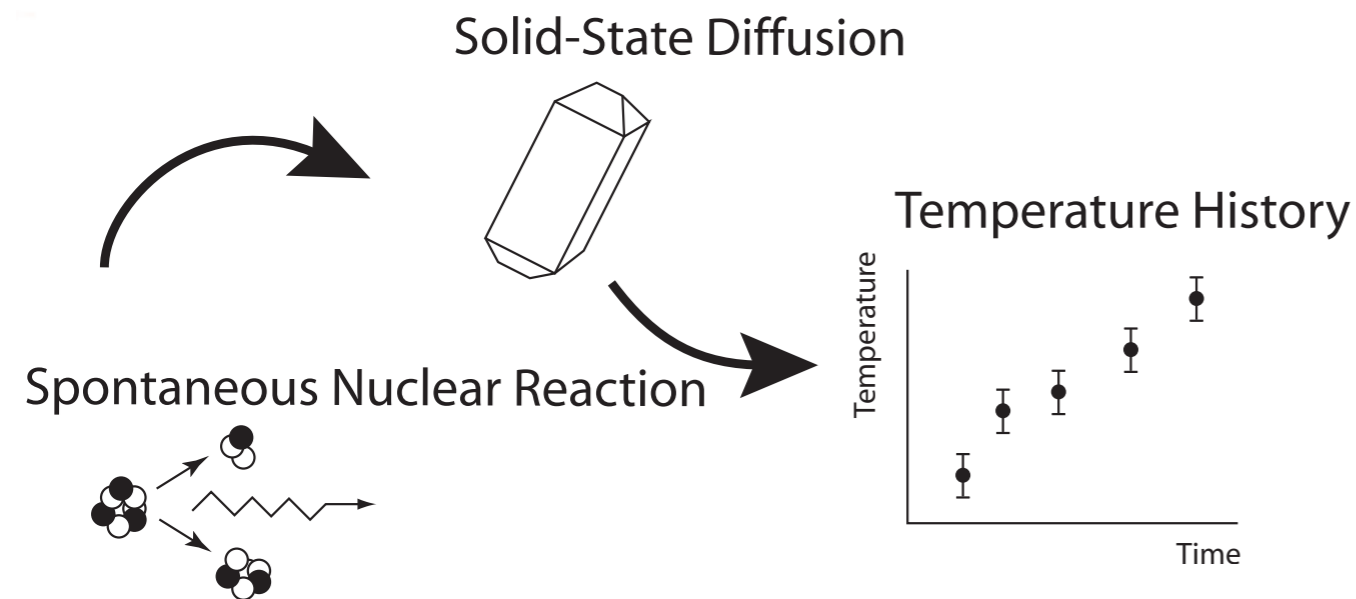 Solid-State Diffusion
Temperature History
Temperature
Spontaneous Nuclear Reaction
Time